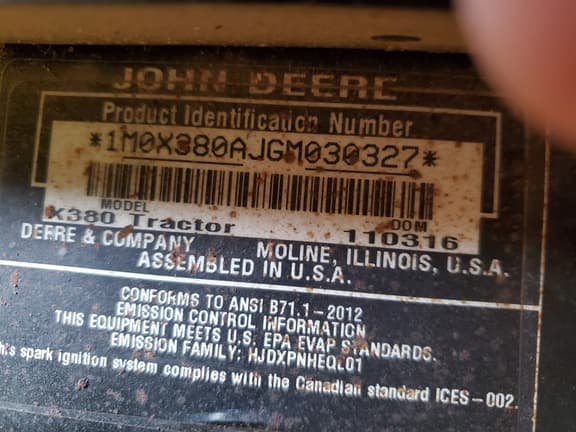 JOHN DEERE
Product Identification Number
*1M0X380AJGM030327*
MODEL DOM
X380 Tractor 110316
DEERE & COMPANY MOLINE, ILLINOIS, U.S.A.
ASSEMBLED IN U.S.A.
CONFORMS TO ANSI B71.1-2012
EMISSION CONTROL INFORMATION
THIS EQUIPMENT MEETS U.S. EPA EVAP STANDARDS.
EMISSION FAMILY: HJDXPNHEQL01
spark ignition system complies with the Canadian standard ICES-002.